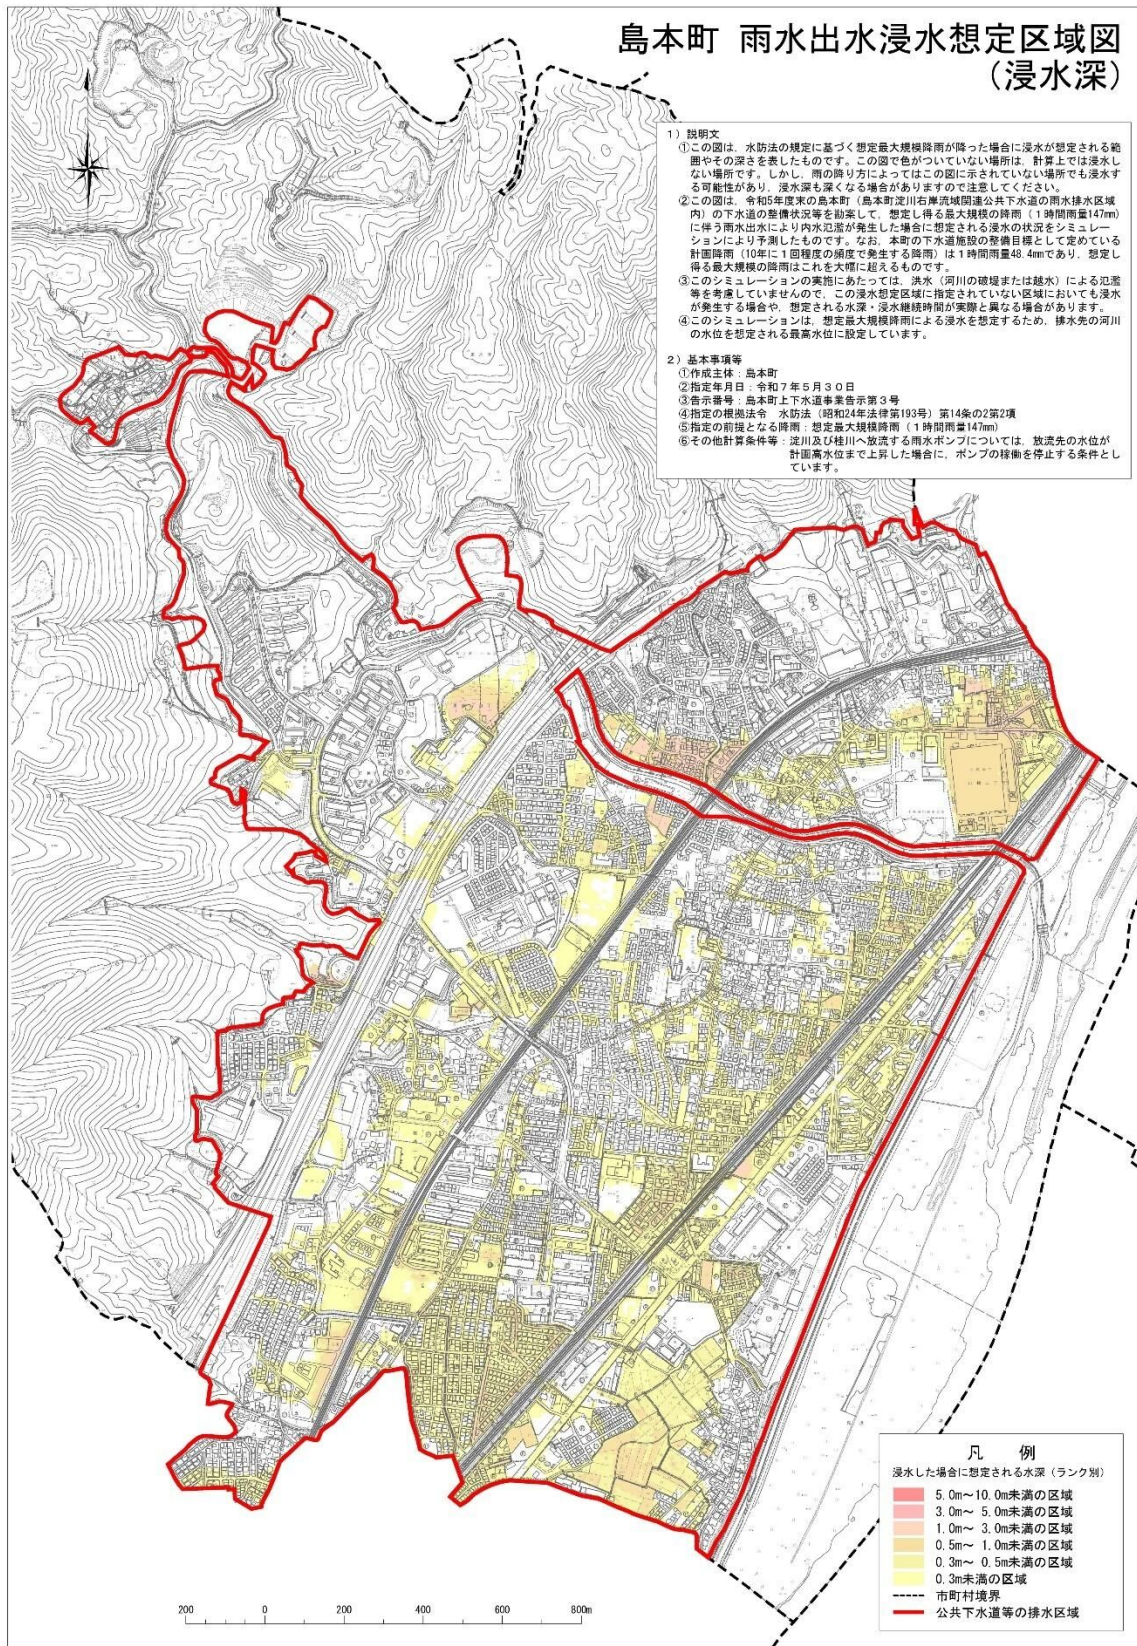 島本町 雨水出水浸水想定区域図
（浸水深）
1）説明文
①この図は、水防法の規定に基づく想定最大規模降雨が降った場合に浸水が想定される範
囲やその深さを表したものです。この図で色がついていない場所は、計算上では浸水し
ない場所です。しかし、雨の降り方によってはこの図に示されていない場所でも浸水す
る可能性があり、浸水深も深くなる場合がありますので注意してください。
②この図は、令和5年度末の島本町（島本町淀川右岸流域関連公共下水道の雨水排水区域
内）の下水道の整備状況等を勘案して、想定し得る最大規模の降雨（1時間雨量147mm）
に伴う雨水出水により内水氾濫が発生した場合に想定される浸水の状況をシミュレー
ションにより予測したものです。なお、本町の下水道施設の整備目標として定めている
計画降雨（10年に1回程度の頻度で発生する降雨）は1時間雨量48.4mmであり、想定し
得る最大規模の降雨はこれを大幅に超えるものです。
③このシミュレーションの実施にあたっては、洪水（河川の破堤または越水）による氾濫
等を考慮していませんので、この浸水想定区域に指定されていない区域においても浸水
が発生する場合や、想定される水深・浸水継続時間が実際と異なる場合があります。
④このシミュレーションは、想定最大規模降雨による浸水を想定するため、排水先の河川
の水位を想定される最高水位に設定しています。
2）基本事項等
①作成主体：島本町
②指定年月日：令和7年5月30日
③告示番号：島本町上下水道事業告示第3号
④指定の根拠法令 水防法（昭和24年法律第193号）第14条の2第2項
⑤指定の前提となる降雨：想定最大規模降雨（1時間雨量147mm）
⑥その他計算条件等：淀川及び桂川へ放流する雨水ポンプについては、放流先の水位が
計画高水位まで上昇した場合に、ポンプの稼働を停止する条件とし
ています。
凡 例
浸水した場合に想定される水深（ランク別）
5.0m～10.0m未満の区域
3.0m～ 5.0m未満の区域
1.0m～ 3.0m未満の区域
0.5m～ 1.0m未満の区域
0.3m～ 0.5m未満の区域
0.3m未満の区域
市町村境界
公共下水道等の排水区域
200 0 200 400 600 800m